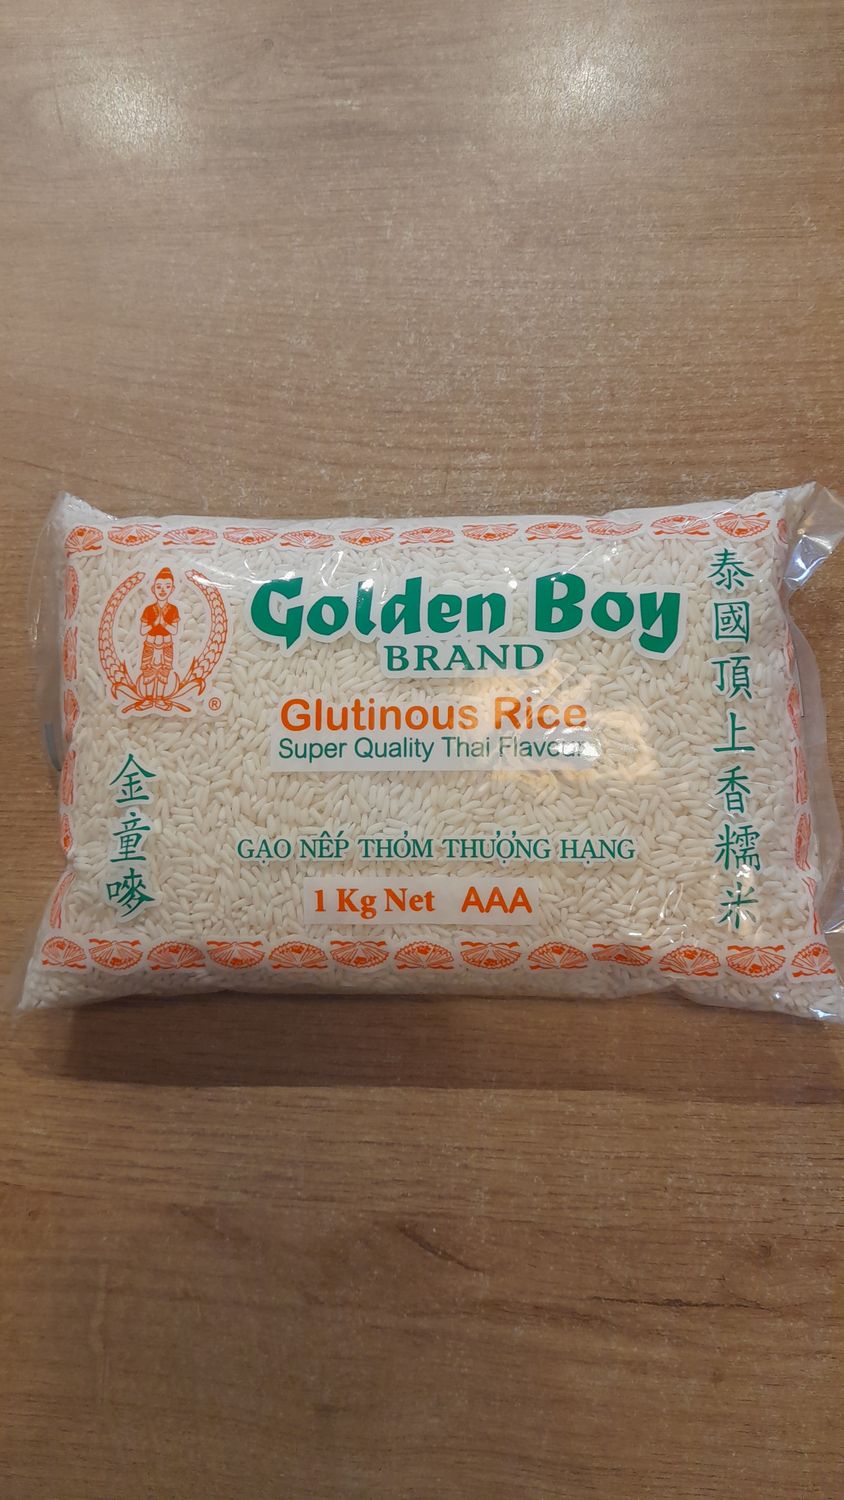 Golden Boy
BRAND
®
Glutinous Rice
Super Quality Thai Flavour
GẠO NẾP THƠM THƯỢNG HẠNG
1 Kg Net AAA
金童嘜
泰國頂上香糯米